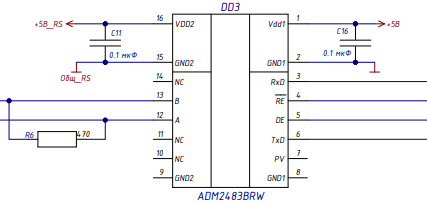 DD3
+5В_RS 16 VDD2 Vdd1 1 +5В
C11 C16
0.1 мкФ 0.1 мкФ
15 GND2 GND1 2
Общ_RS
14 NC RxD 3
13 B RE 4
12 A DE 5
R6 470 11 NC TxD 6
10 NC PV 7
9 GND2 GND1 8
ADM2483BRW